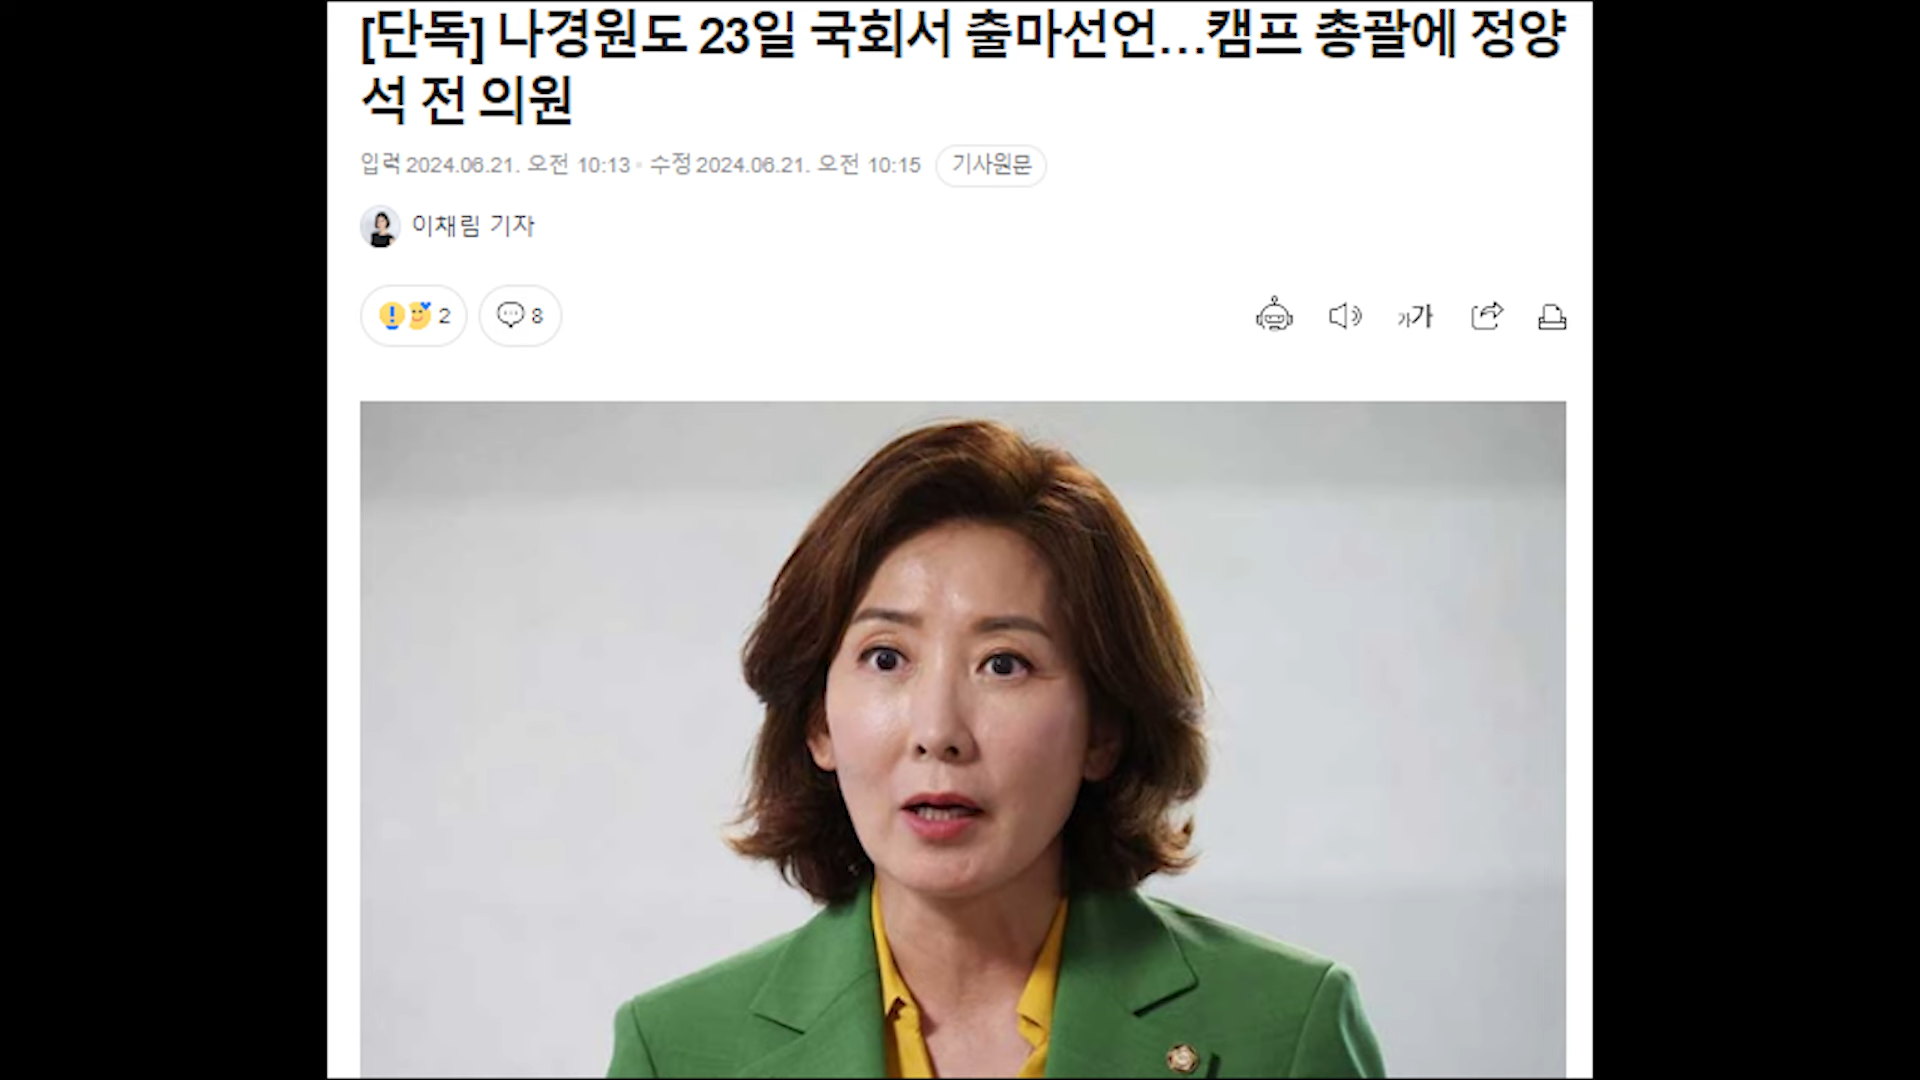 [단독] 나경원도 23일 국회서 출마선언…캠프 총괄에 정양
석 전 의원
입력 2024.06.21. 오전 10:13 수정 2024.06.21. 오전 10:15 기사원문
이채림 기자
2 8 가가